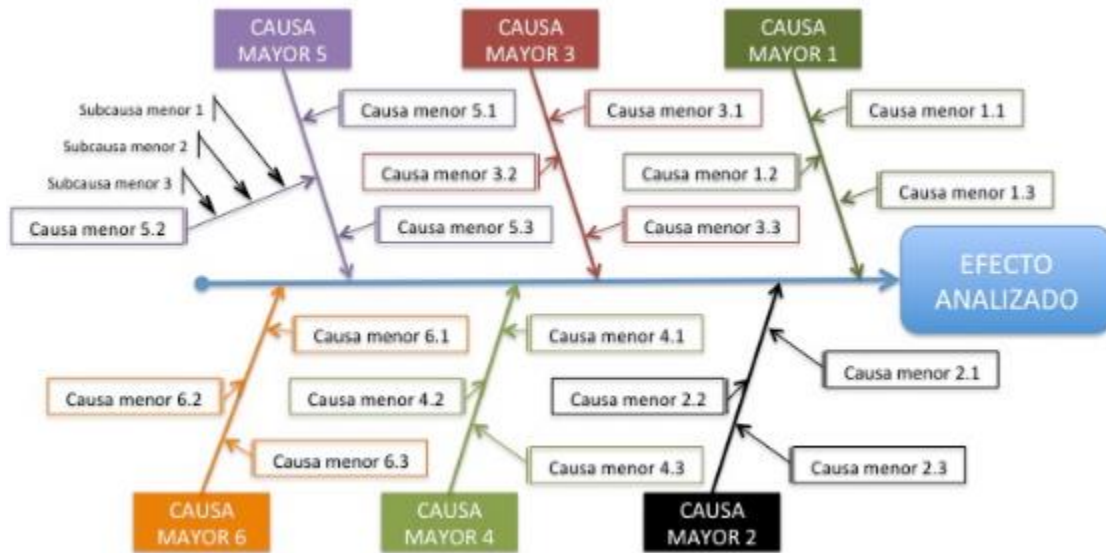 CAUSA
MAYOR 5
CAUSA
MAYOR 3
CAUSA
MAYOR 1
Subcausa menor 1
Causa menor 5.1
Causa menor 3.1
Causa menor 1.1
Subcausa menor 2
Subcausa menor 3
Causa menor 3.2
Causa menor 1.2
Causa menor 1.3
Causa menor 5.2
Causa menor 5.3
Causa menor 3.3
EFECTO
ANALIZADO
Causa menor 6.1
Causa menor 4.1
Causa menor 2.1
Causa menor 6.2
Causa menor 4.2
Causa menor 2.2
Causa menor 6.3
Causa menor 4.3
Causa menor 2.3
CAUSA
MAYOR 6
CAUSA
MAYOR 4
CAUSA
MAYOR 2